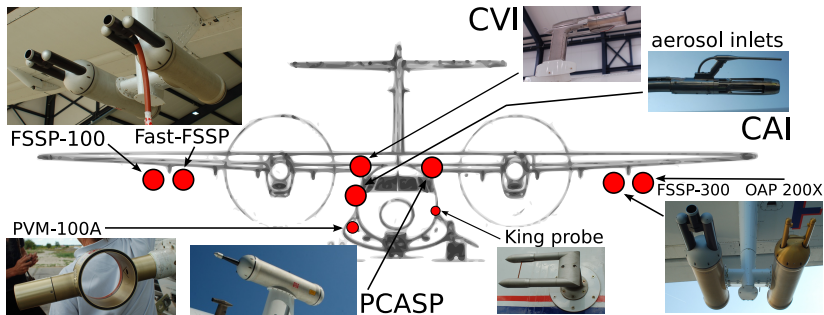 CVI
aerosol inlets
CAI
FSSP-100
Fast-FSSP
FSSP-300
OAP 200X
PVM-100A
King probe
PCASP